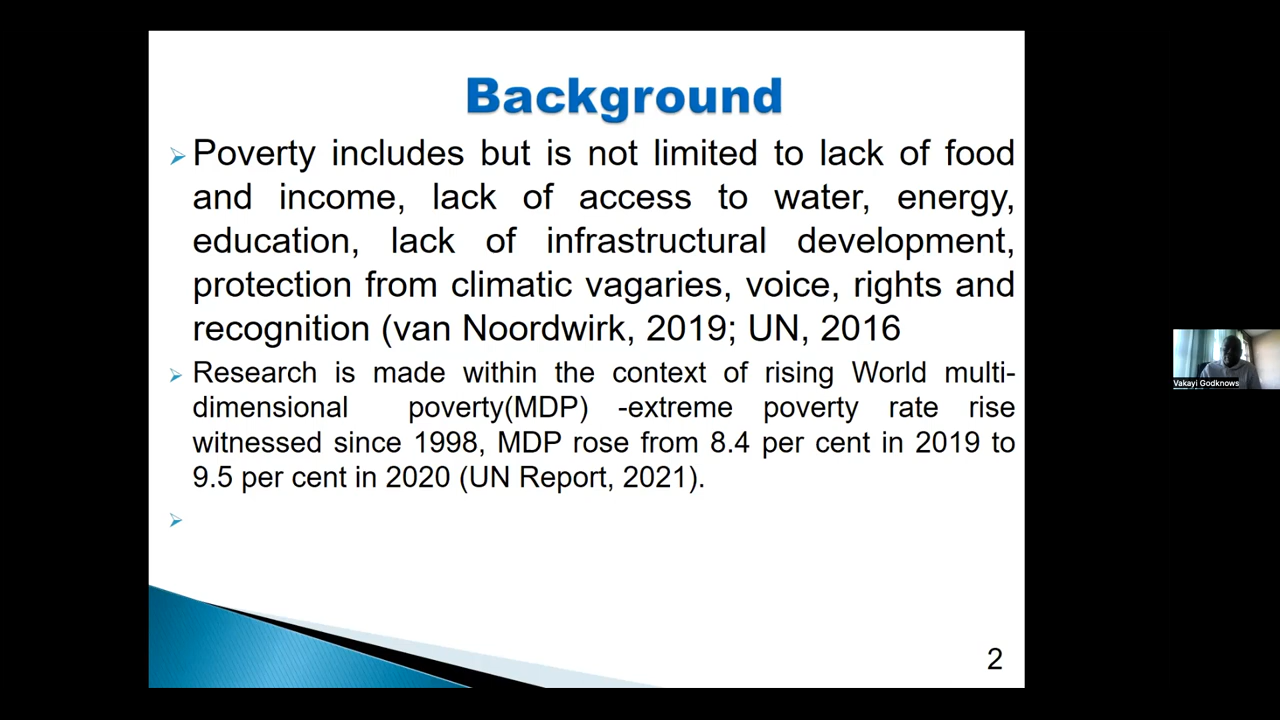 Background
Poverty includes but is not limited to lack of food
and income, lack of access to water, energy,
education, lack of infrastructural development,
protection from climatic vagaries, voice, rights and
recognition (van Noordwirk, 2019; UN, 2016
Research is made within the context of rising World multi-
dimensional poverty(MDP) -extreme poverty rate rise
witnessed since 1998, MDP rose from 8.4 per cent in 2019 to
9.5 per cent in 2020 (UN Report, 2021).
2
Vakayi Godknows